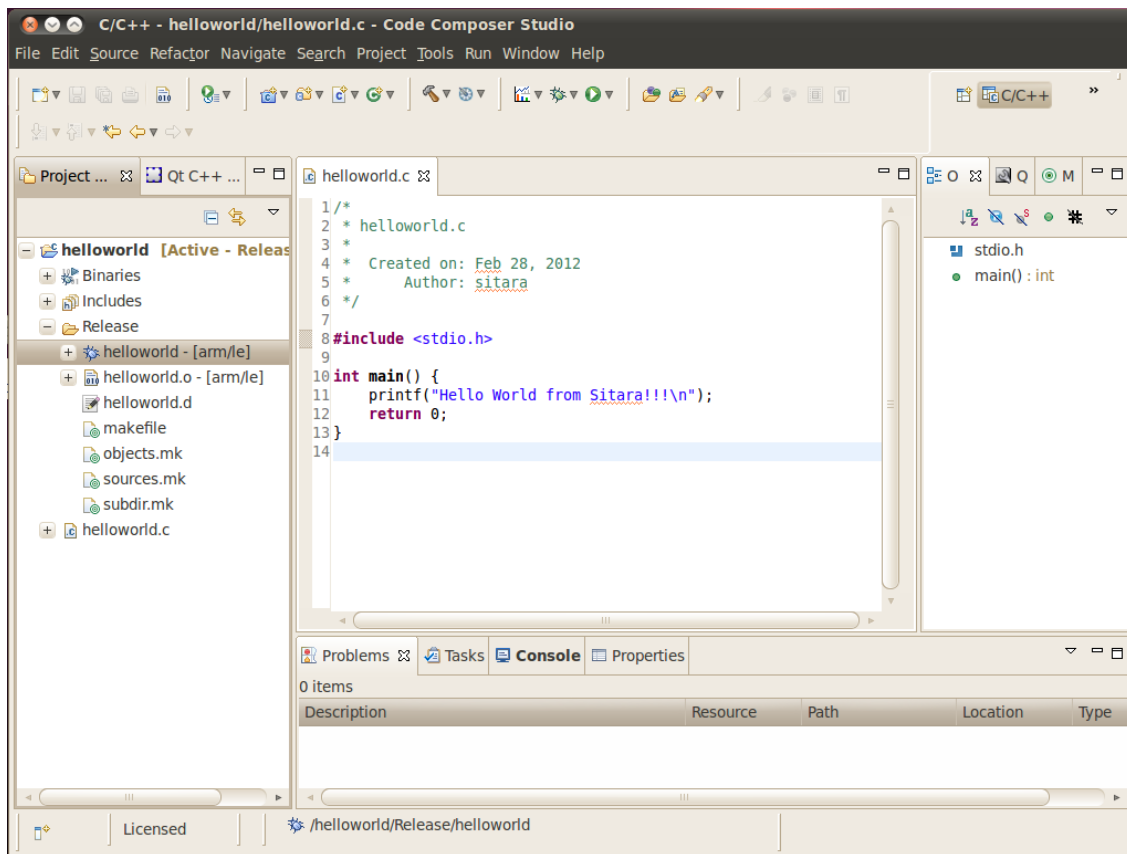 C/C++ - helloworld/helloworld.c - Code Composer Studio
File Edit Source Refactor Navigate Search Project Tools Run Window Help
C/C++ »
Project ... Qt C++ ...
helloworld [Active - Releas
Binaries
Includes
Release
helloworld - [arm/le]
helloworld.o - [arm/le]
helloworld.d
makefile
objects.mk
sources.mk
subdir.mk
helloworld.c
helloworld.c
1 /*
2 * helloworld.c
3 *
4 * Created on: Feb 28, 2012
5 * Author: sitara
6 */
7
8 #include <stdio.h>
9
10 int main() {
11 printf("Hello World from Sitara!!!\n");
12 return 0;
13 }
14
O Q M
stdio.h
main() : int
Problems Tasks Console Properties
0 items
Description Resource Path Location Type
Licensed /helloworld/Release/helloworld